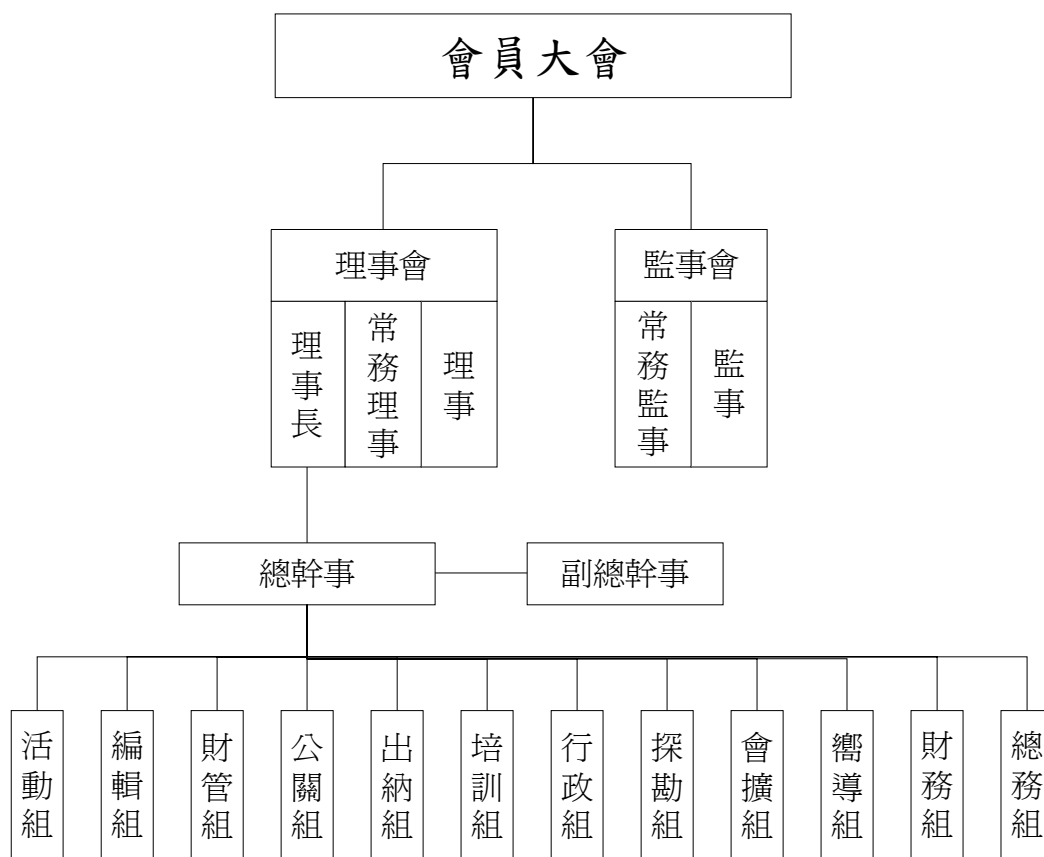 會員大會
理事會
監事會
理事長
常務理事
理事
常務監事
監事
總幹事
副總幹事
活動組
編輯組
財管組
公關組
出納組
培訓組
行政組
探勘組
會擴組
嚮導組
財務組
總務組